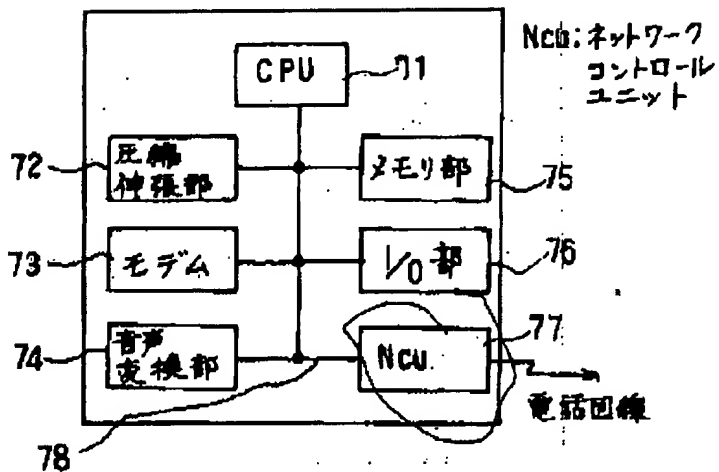 Ncu:ネットワーク
コントロール
ユニット
CPU
71
72
圧縮
伸張部
メモリ部
75
73
モデム
I/O部
76
74
音声
変換部
NCU
77
電話回線
78